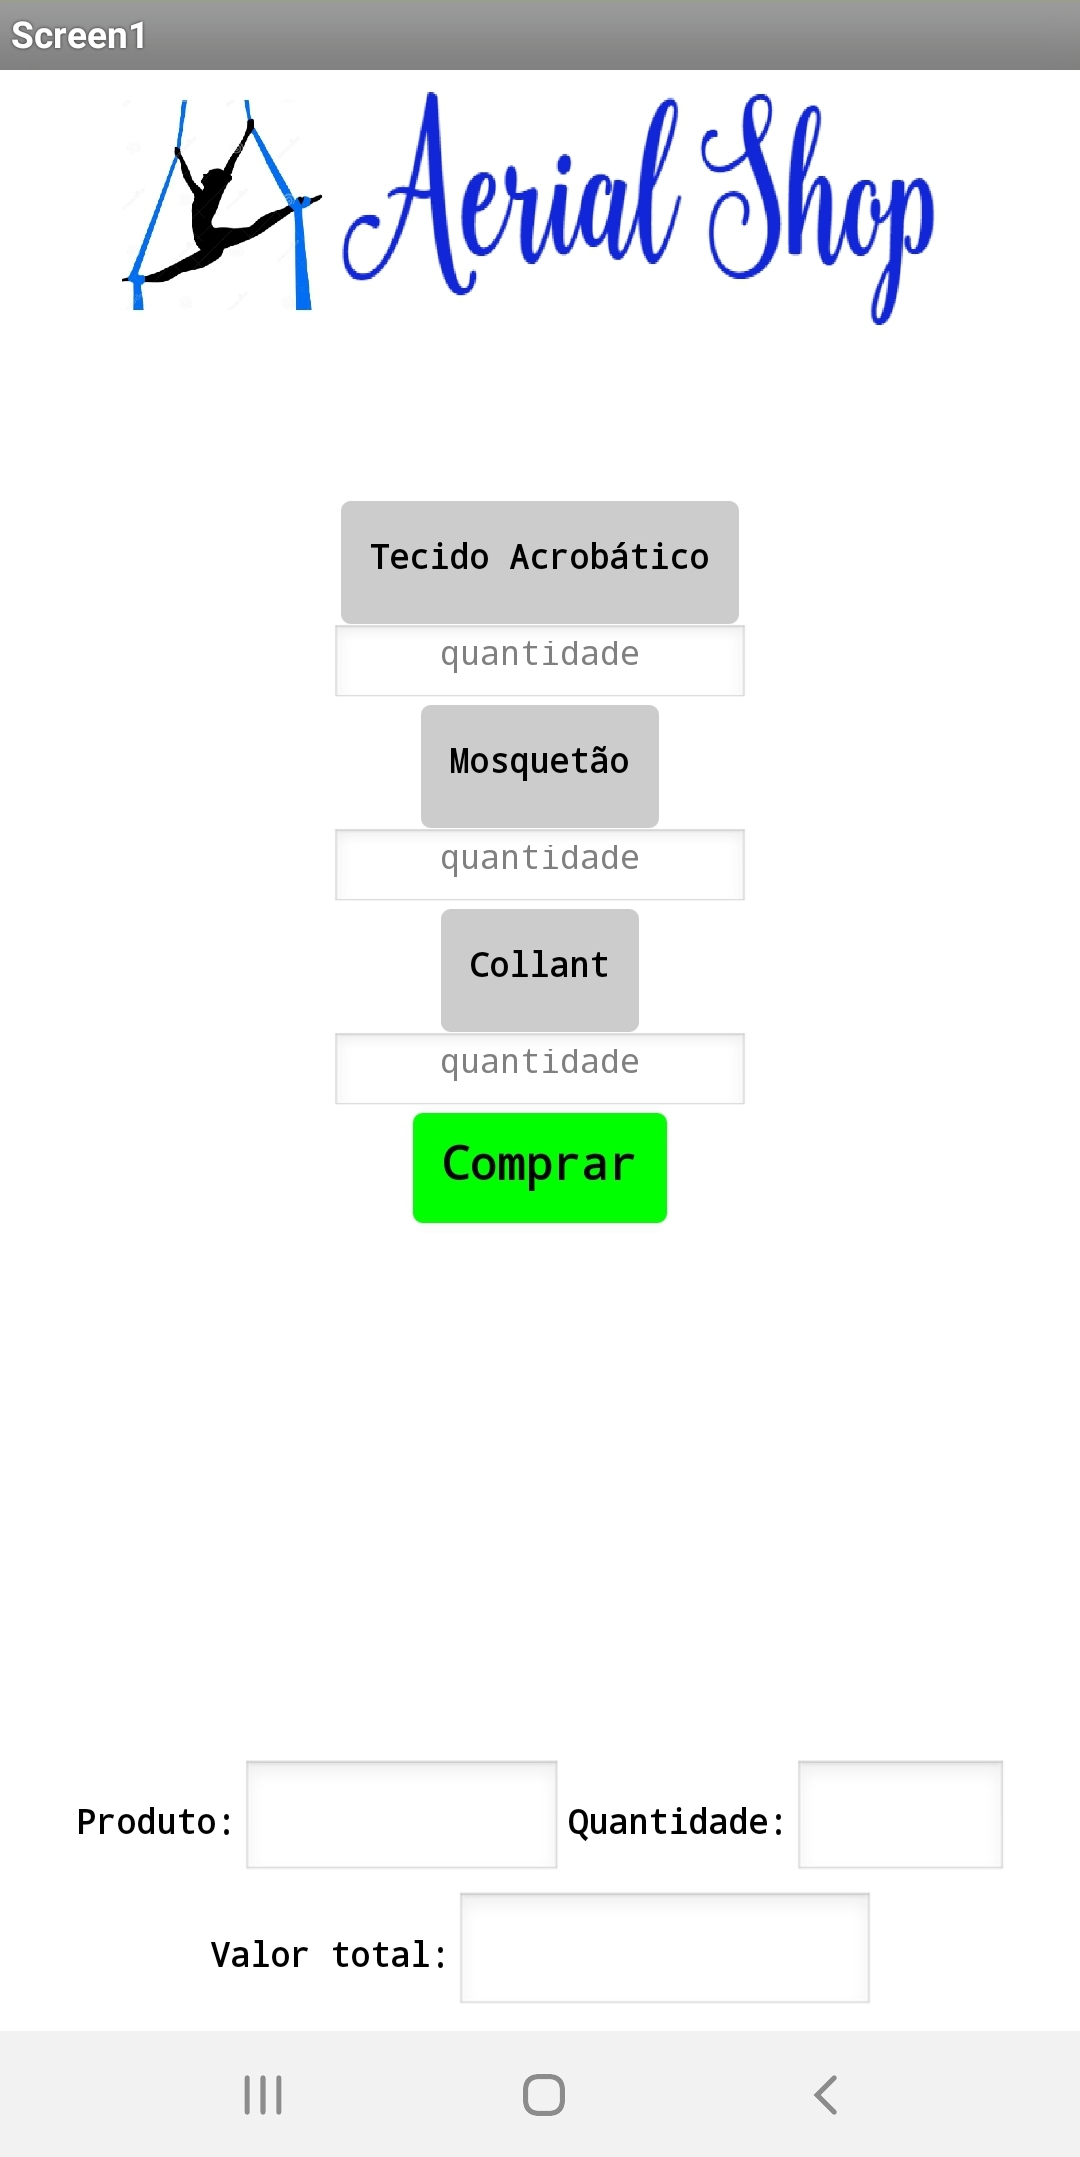 Screen1
Aerial Shop
Tecido Acrobático
quantidade
Mosquetão
quantidade
Collant
quantidade
Comprar
Produto: Quantidade:
Valor total: